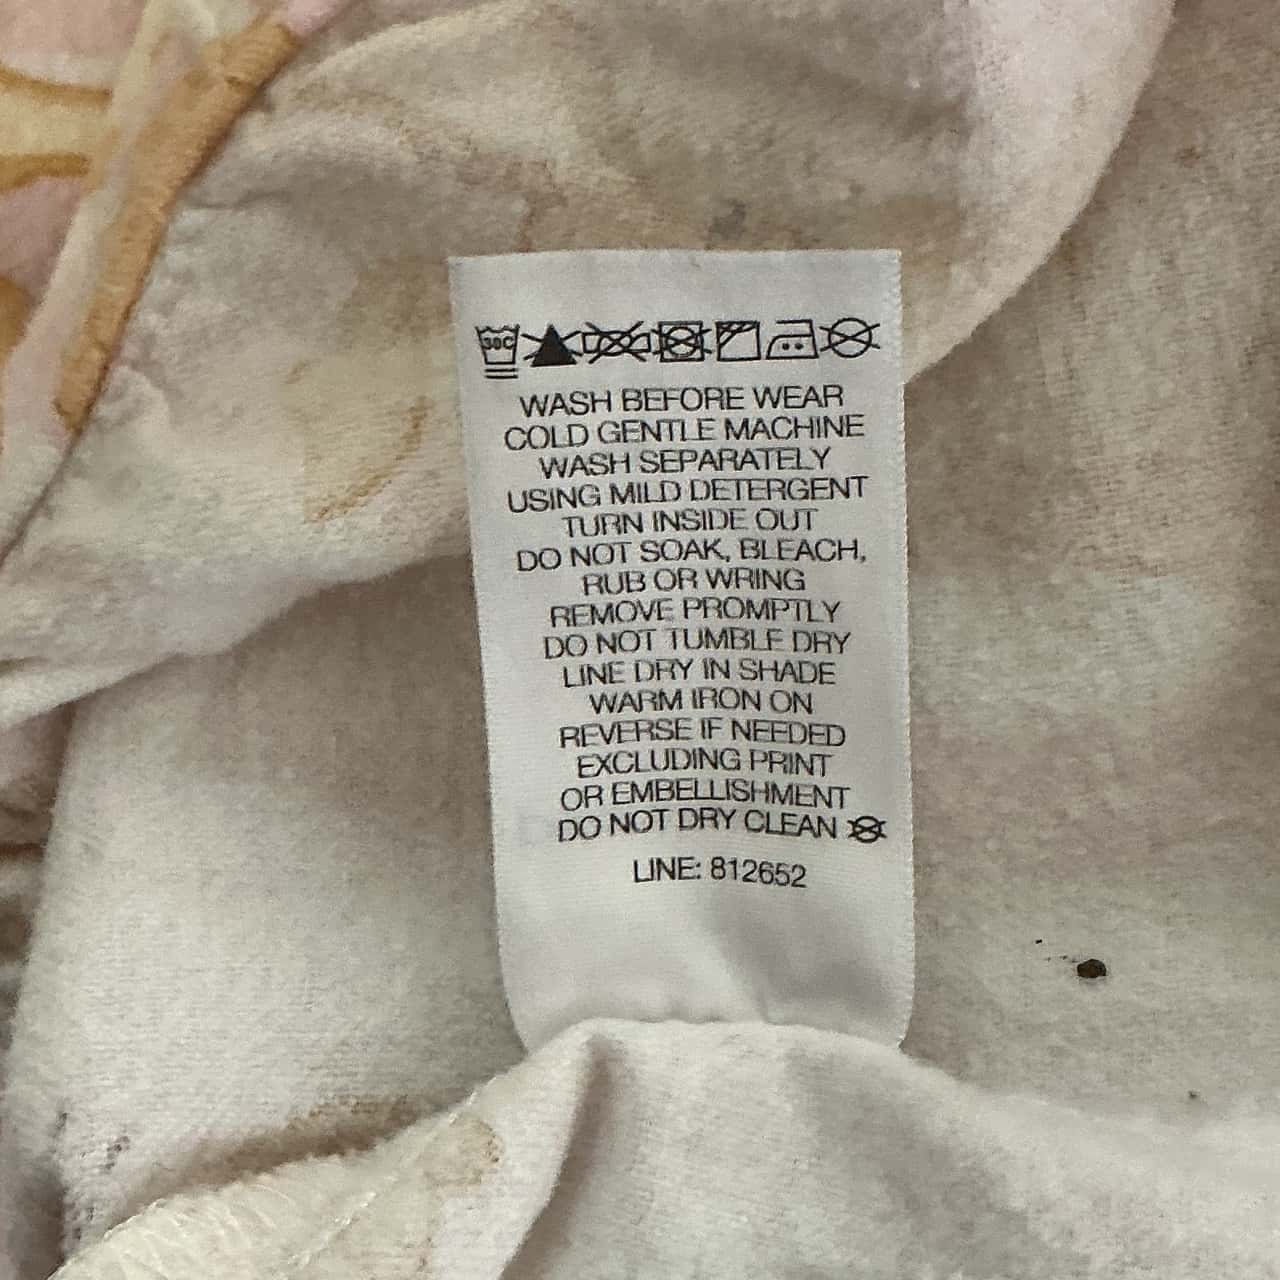 30C
WASH BEFORE WEAR
COLD GENTLE MACHINE
WASH SEPARATELY
USING MILD DETERGENT
TURN INSIDE OUT
DO NOT SOAK, BLEACH,
RUB OR WRING
REMOVE PROMPTLY
DO NOT TUMBLE DRY
LINE DRY IN SHADE
WARM IRON ON
REVERSE IF NEEDED
EXCLUDING PRINT
OR EMBELLISHMENT
DO NOT DRY CLEAN
LINE: 812652